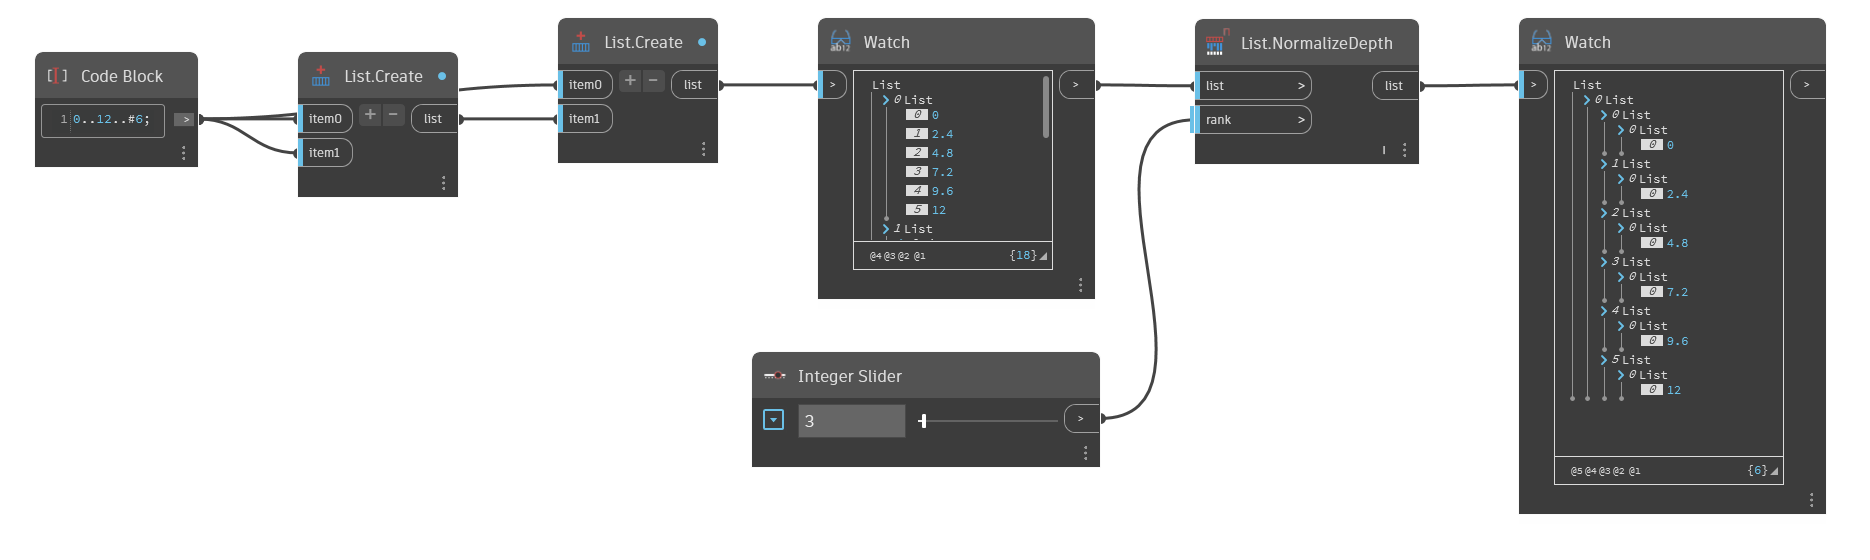 Code Block
1 0..12..#6; >
List.Create
item0 + − list
item1
List.Create
item0 + − list
item1
Watch
> >
List
0 List
0 0
1 2.4
2 4.8
3 7.2
4 9.6
5 12
1 List
@4 @3 @2 @1 {18}
Integer Slider
3 >
List.NormalizeDepth
list > list
rank >
Watch
> >
List
0 List
0 List
0 List
0 0
1 List
0 List
0 2.4
2 List
0 List
0 4.8
3 List
0 List
0 7.2
4 List
0 List
0 9.6
5 List
0 List
0 12
@5 @4 @3 @2 @1 {6}